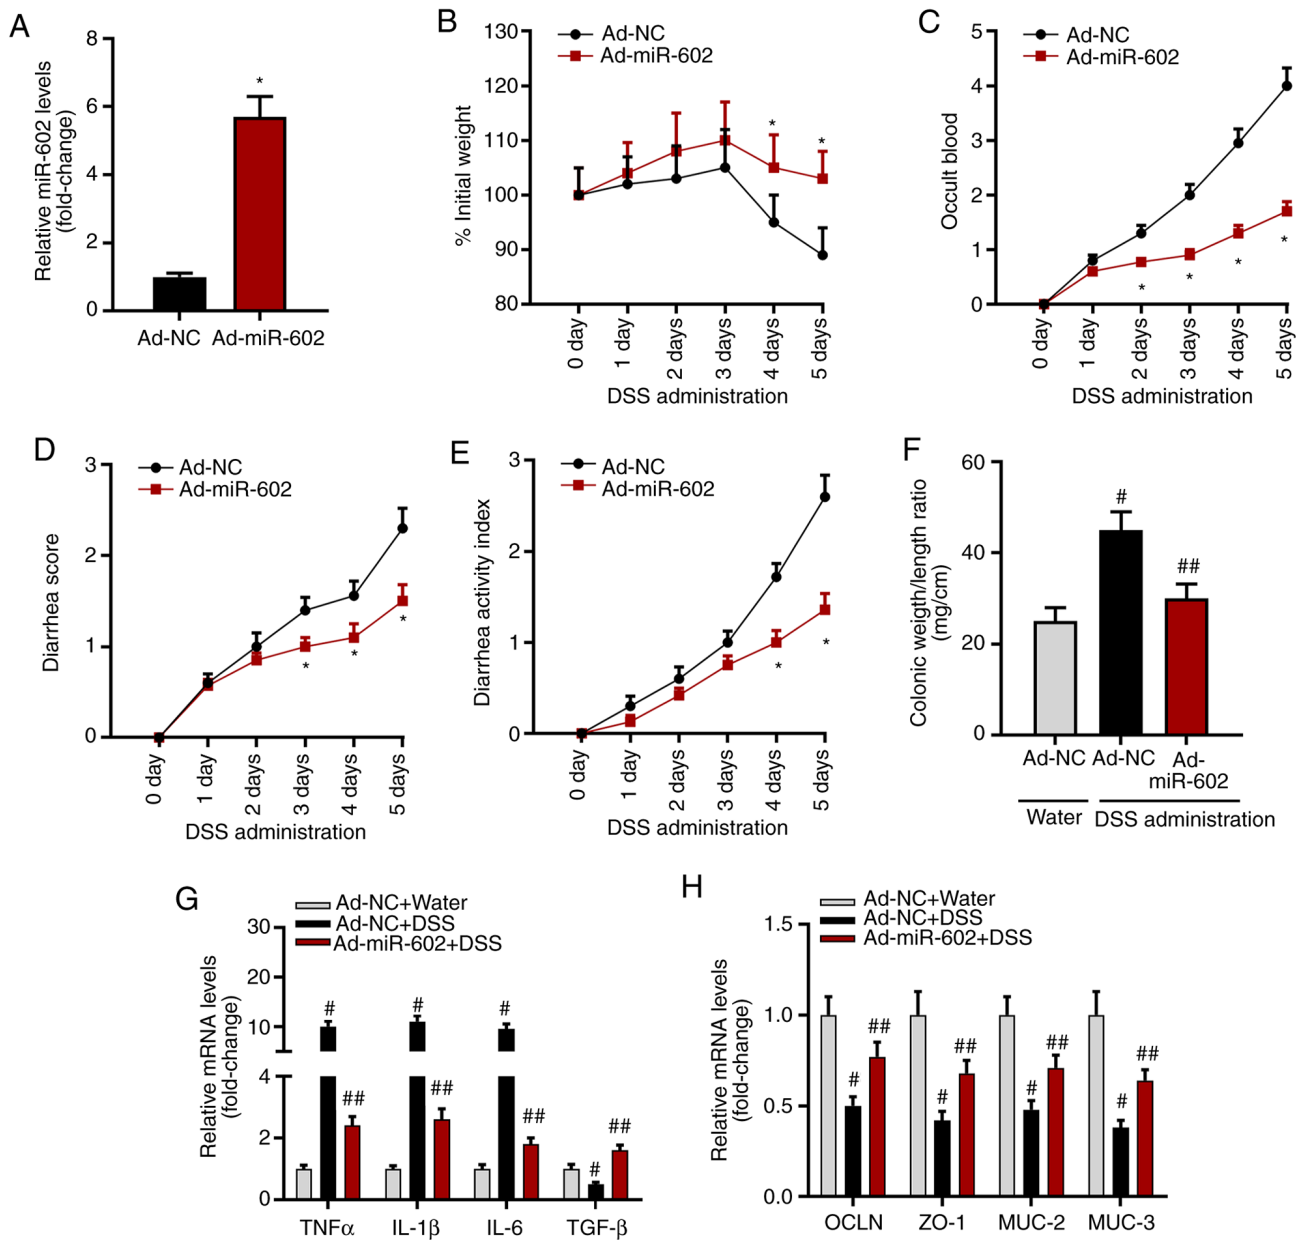 A
Relative miR-602 levels
(fold-change)
8
6
4
2
0
*
Ad-NC
Ad-miR-602
B
Ad-NC
Ad-miR-602
% Initial weight
130
120
110
100
90
80
*
*
0 day
1 day
2 days
3 days
4 days
5 days
DSS administration
C
Ad-NC
Ad-miR-602
Occult blood
5
4
3
2
1
0
*
*
*
*
0 day
1 day
2 days
3 days
4 days
5 days
DSS administration
D
Ad-NC
Ad-miR-602
Diarrhea score
3
2
1
0
*
*
*
0 day
1 day
2 days
3 days
4 days
5 days
DSS administration
E
Ad-NC
Ad-miR-602
Diarrhea activity index
3
2
1
0
*
*
0 day
1 day
2 days
3 days
4 days
5 days
DSS administration
F
Colonic weigth/length ratio
(mg/cm)
60
40
20
0
#
##
Ad-NC
Ad-NC
Ad-
miR-602
Water
DSS administration
G
Ad-NC+Water
Ad-NC+DSS
Ad-miR-602+DSS
Relative mRNA levels
(fold-change)
30
20
10
4
2
0
#
##
#
##
#
##
#
##
TNFα
IL-1β
IL-6
TGF-β
H
Ad-NC+Water
Ad-NC+DSS
Ad-miR-602+DSS
Relative mRNA levels
(fold-change)
1.5
1.0
0.5
0.0
#
##
#
##
#
##
#
##
OCLN
ZO-1
MUC-2
MUC-3